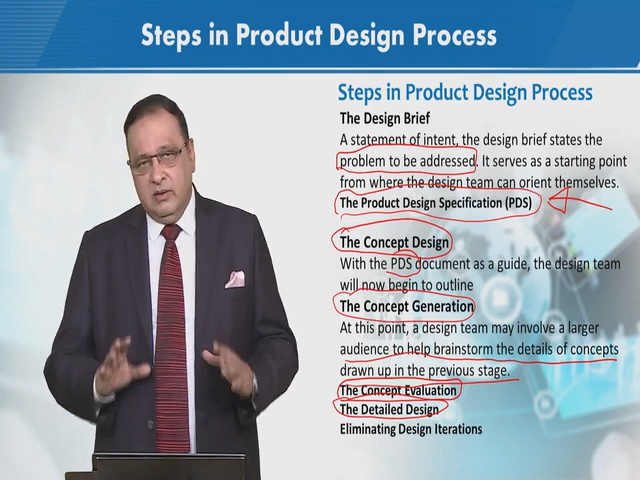 Steps in Product Design Process
Steps in Product Design Process
The Design Brief
A statement of intent, the design brief states the
problem to be addressed. It serves as a starting point
from where the design team can orient themselves.
The Product Design Specification (PDS)
The Concept Design
With the PDS document as a guide, the design team
will now begin to outline
The Concept Generation
At this point, a design team may involve a larger
audience to help brainstorm the details of concepts
drawn up in the previous stage.
The Concept Evaluation
The Detailed Design
Eliminating Design Iterations